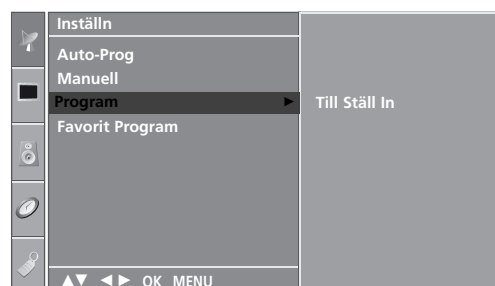 Inställn
Auto-Prog
Manuell
Program ► Till Ställ In
Favorit Program
▲▼ ◄► OK MENU